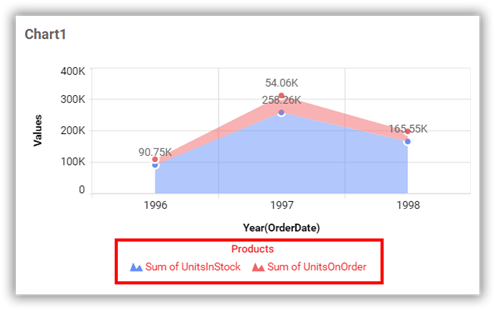 Chart1
400K
300K
200K
100K
0
Values
54.06K
258.26K
90.75K
165.55K
1996 1997 1998
Year(OrderDate)
Products
Sum of UnitsInStock Sum of UnitsOnOrder